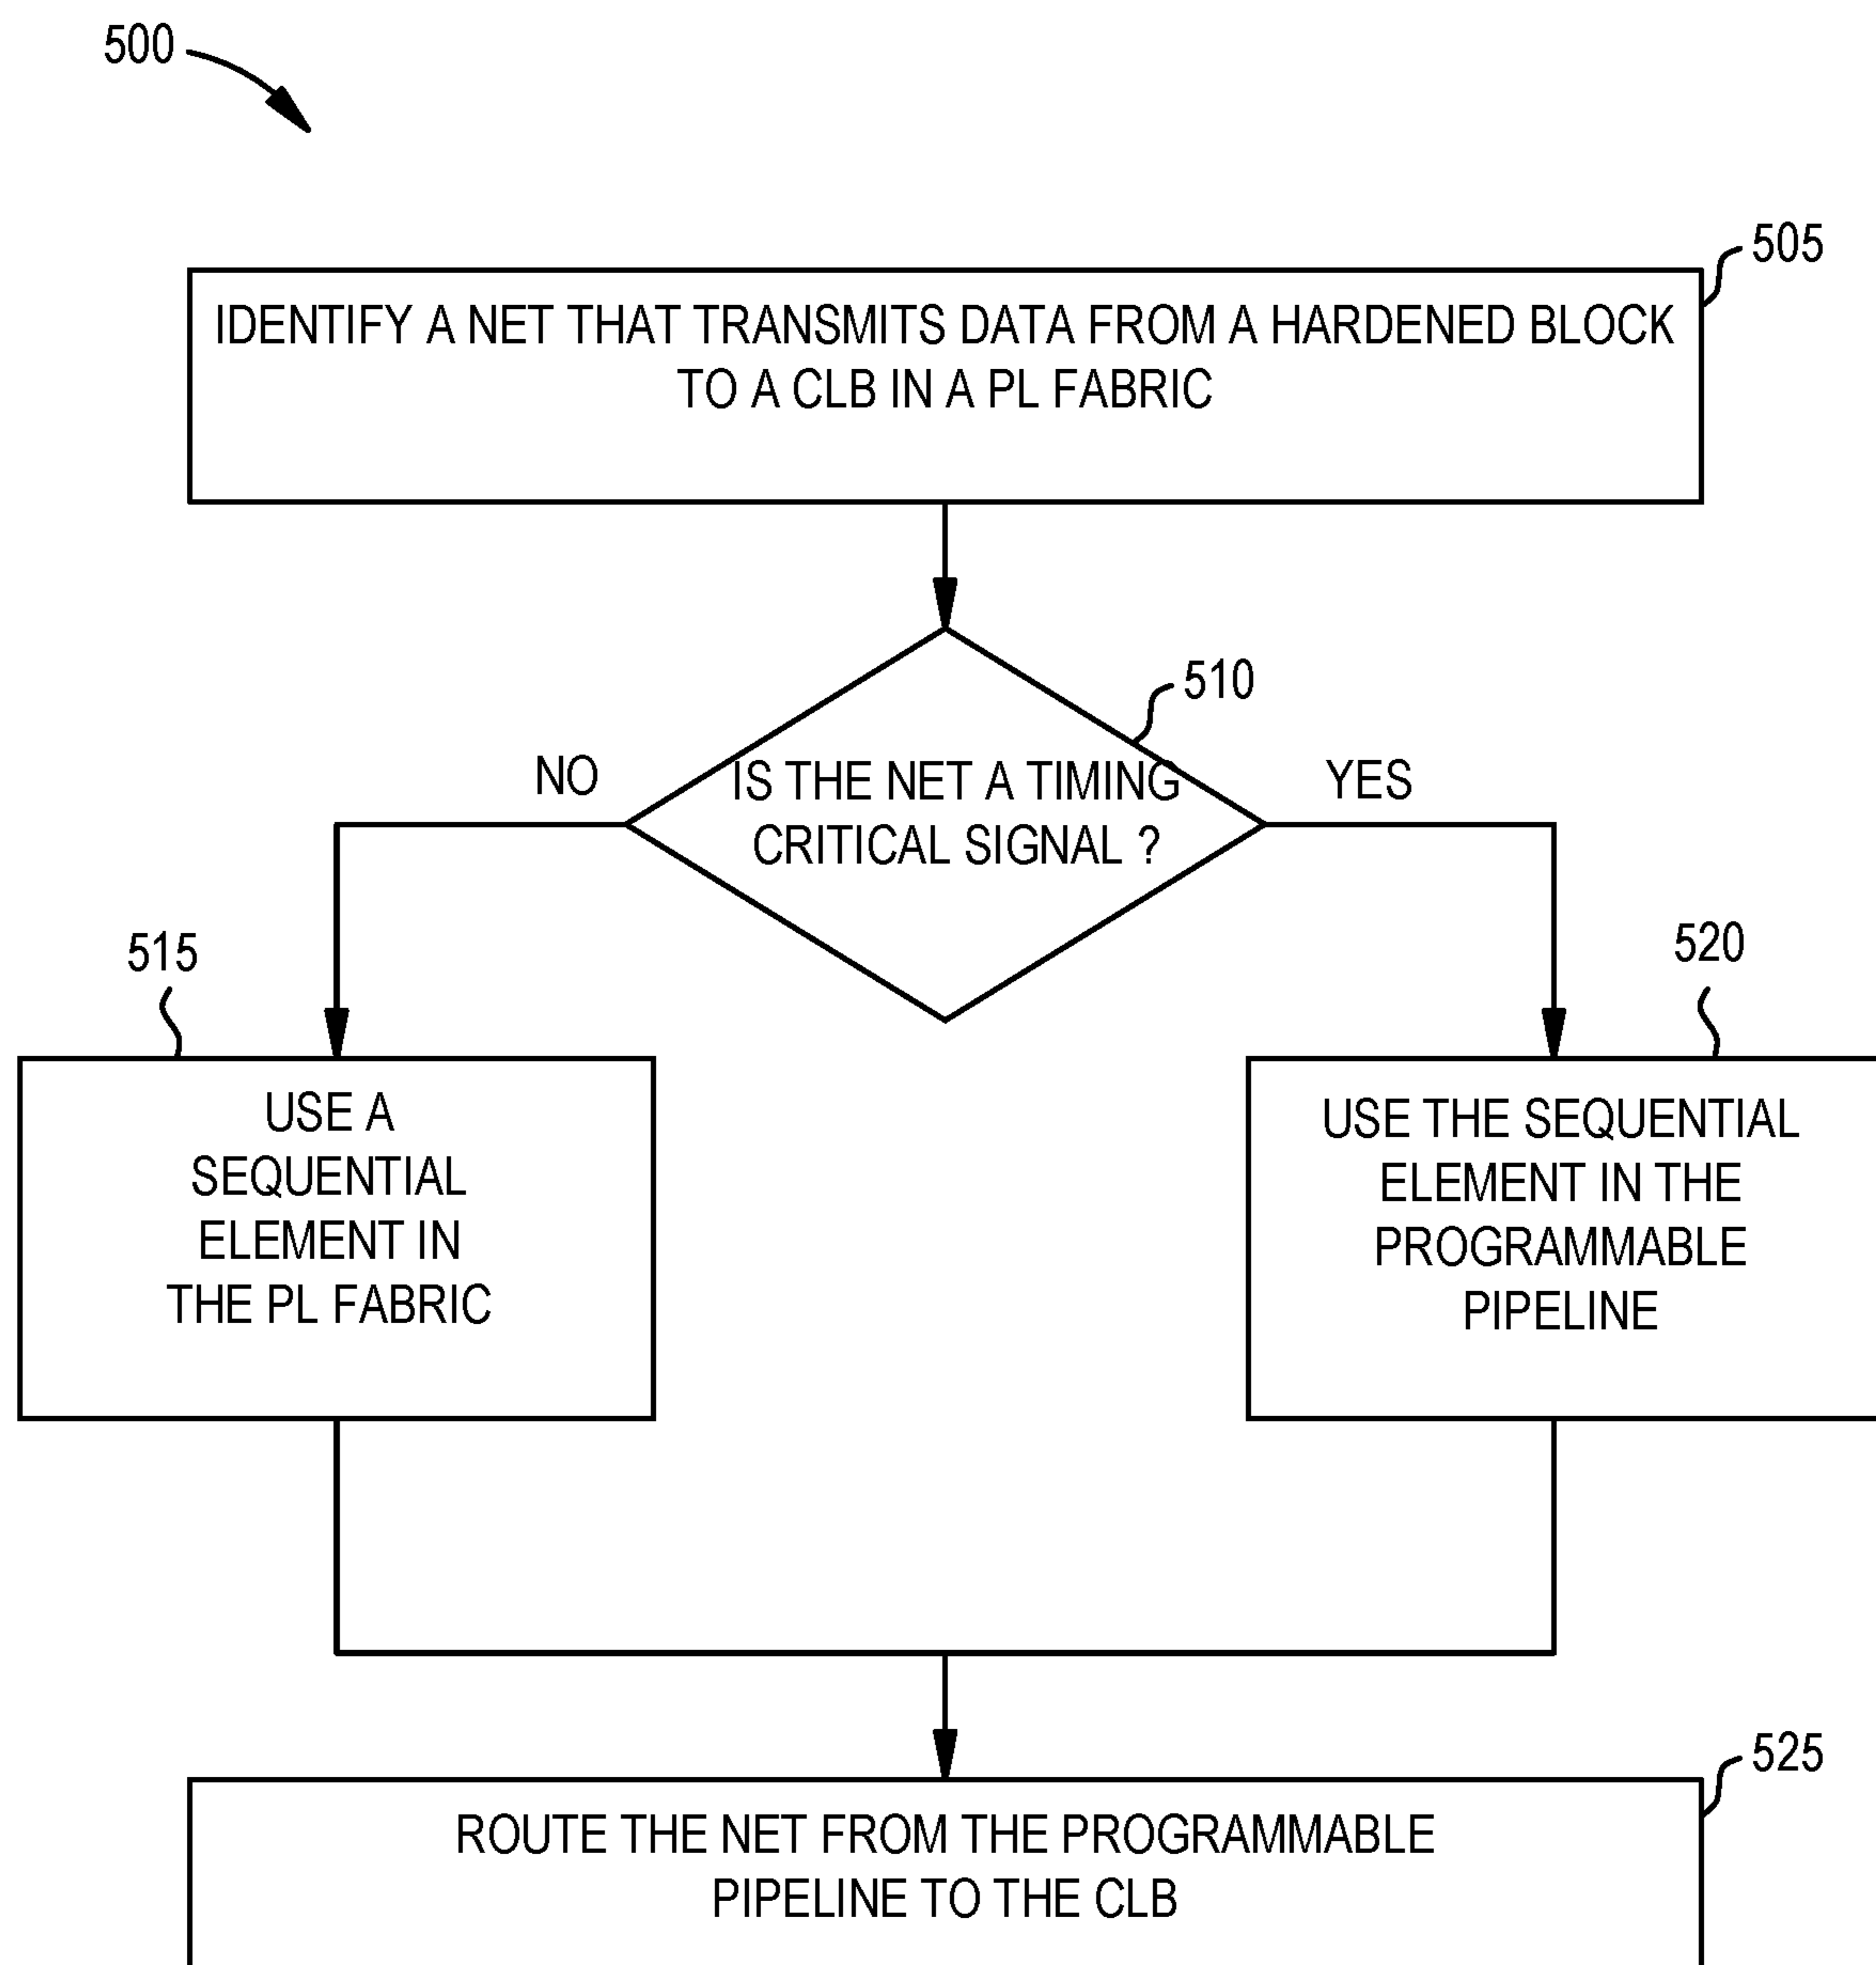 500
505
IDENTIFY A NET THAT TRANSMITS DATA FROM A HARDENED BLOCK
TO A CLB IN A PL FABRIC
510
NO
IS THE NET A TIMING
CRITICAL SIGNAL ?
YES
515
USE A
SEQUENTIAL
ELEMENT IN
THE PL FABRIC
520
USE THE SEQUENTIAL
ELEMENT IN THE
PROGRAMMABLE
PIPELINE
525
ROUTE THE NET FROM THE PROGRAMMABLE
PIPELINE TO THE CLB